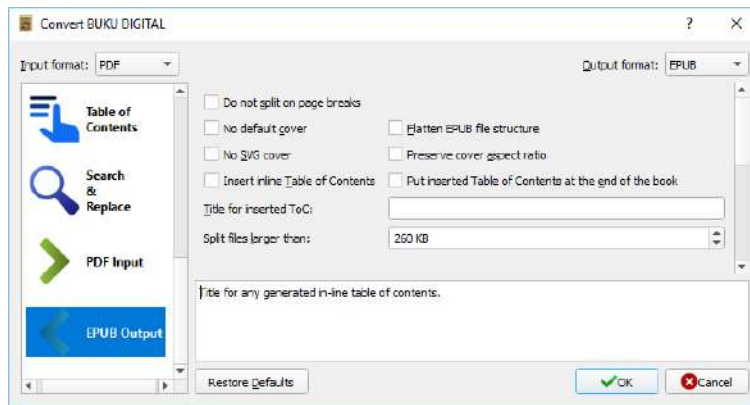 Convert BUKU DIGITAL
Input format: PDF
Output format: EPUB
Table of
Contents
Search
&
Replace
PDF Input
EPUB Output
Do not split on page breaks
No default cover
Flatten EPUB file structure
No SVG cover
Preserve cover aspect ratio
Insert inline Table of Contents
Put inserted Table of Contents at the end of the book
Title for inserted ToC:
Split files larger than: 260 KB
Title for any generated in-line table of contents.
Restore Defaults
OK
Cancel